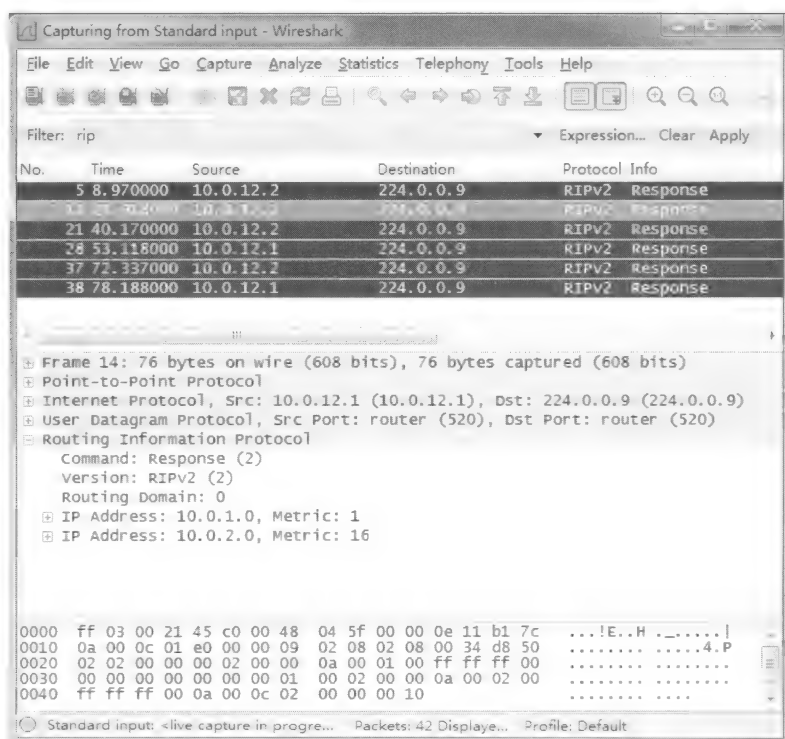 Capturing from Standard input - Wireshark
File Edit View Go Capture Analyze Statistics Telephony Tools Help
Filter: rip Expression... Clear Apply
No. Time Source Destination Protocol Info
5 8.970000 10.0.12.2 224.0.0.9 RIPv2 Response
21 40.170000 10.0.12.2 224.0.0.9 RIPv2 Response
28 53.118000 10.0.12.1 224.0.0.9 RIPv2 Response
37 72.337000 10.0.12.2 224.0.0.9 RIPv2 Response
38 78.188000 10.0.12.1 224.0.0.9 RIPv2 Response
Frame 14: 76 bytes on wire (608 bits), 76 bytes captured (608 bits)
Point-to-Point Protocol
Internet Protocol, Src: 10.0.12.1 (10.0.12.1), Dst: 224.0.0.9 (224.0.0.9)
User Datagram Protocol, Src Port: router (520), Dst Port: router (520)
Routing Information Protocol
Command: Response (2)
Version: RIPv2 (2)
Routing Domain: 0
IP Address: 10.0.1.0, Metric: 1
IP Address: 10.0.2.0, Metric: 16
0000 ff 03 00 21 45 c0 00 48 04 5f 00 00 0e 11 b1 7c ...!E..H ._.....|
0010 0a 00 0c 01 e0 00 00 09 02 08 02 08 00 34 d8 50 ........ .....4.P
0020 02 02 00 00 00 02 00 00 0a 00 01 00 ff ff ff 00 ........ ........
0030 00 00 00 00 00 00 00 01 00 02 00 00 0a 00 02 00 ........ ........
0040 ff ff ff 00 0a 00 0c 02 00 00 00 10 ........ ....
Standard input: <live capture in progre... Packets: 42 Displaye... Profile: Default